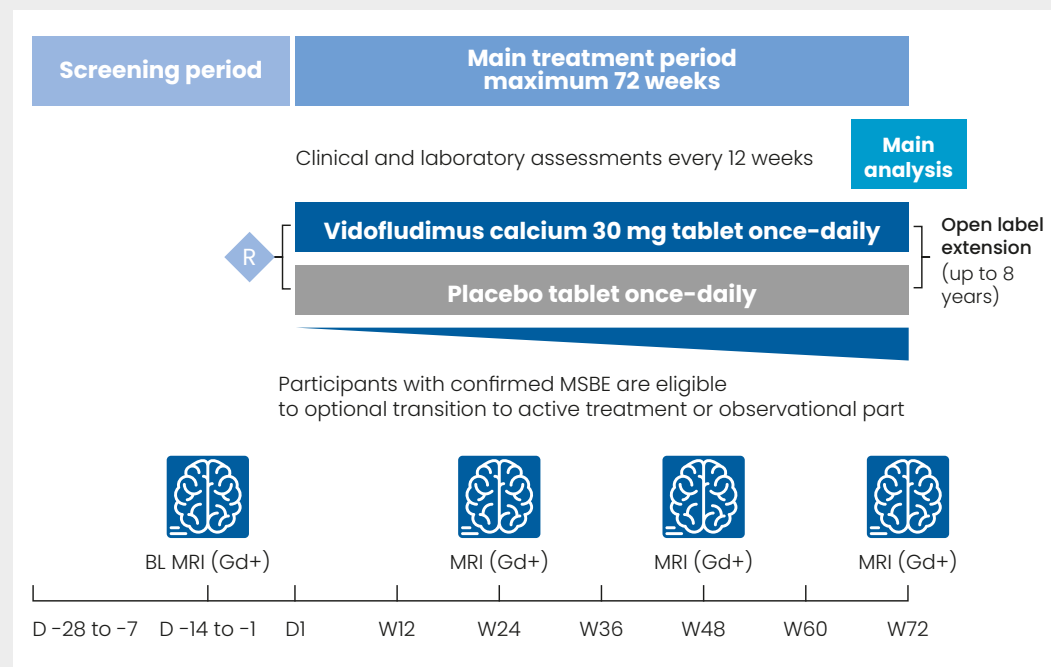 Screening period
Main treatment period
maximum 72 weeks
Clinical and laboratory assessments every 12 weeks
Main
analysis
R
Vidofludimus calcium 30 mg tablet once-daily
Placebo tablet once-daily
Open label
extension
(up to 8
years)
Participants with confirmed MSBE are eligible
to optional transition to active treatment or observational part
BL MRI (Gd+)
MRI (Gd+)
MRI (Gd+)
MRI (Gd+)
D -28 to -7
D -14 to -1
D1
W12
W24
W36
W48
W60
W72